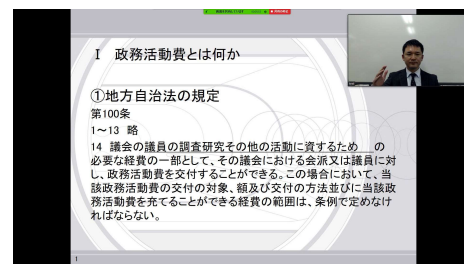 Ⅰ　政務活動費とは何か
①地方自治法の規定
第100条
1～13　略
14　議会の議員の調査研究その他の活動に資するため　の
必要な経費の一部として、その議会における会派又は議員に対
し、政務活動費を交付することができる。この場合において、当
該政務活動費の交付の対象、額及び交付の方法並びに当該政
務活動費を充てることができる経費の範囲は、条例で定めなけ
ればならない。
1